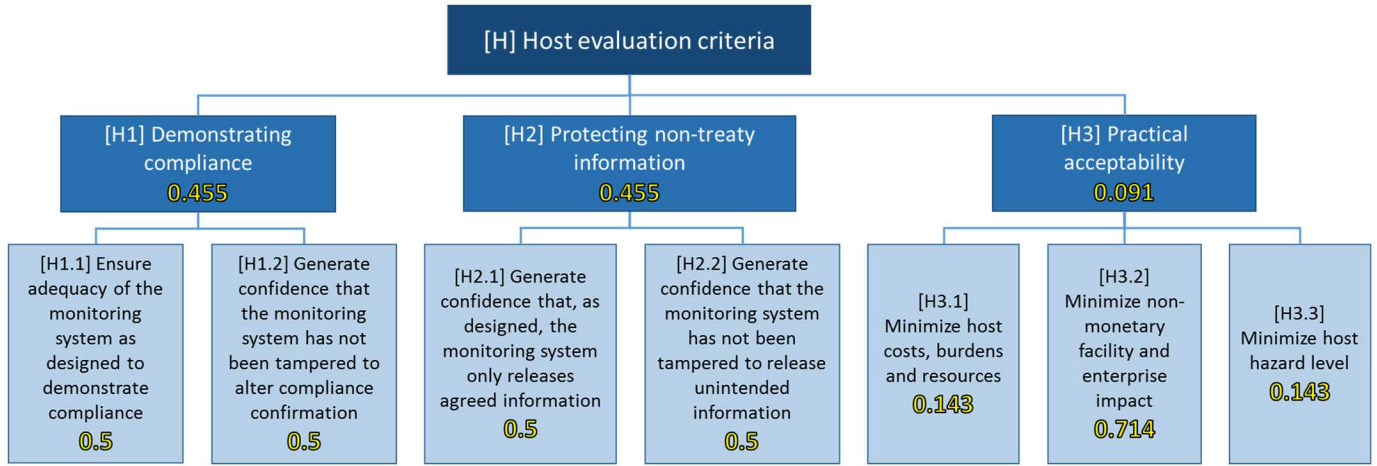 [H] Host evaluation criteria
[H1] Demonstrating
compliance
0.455
[H2] Protecting non-treaty
information
0.455
[H3] Practical
acceptability
0.091
[H1.1] Ensure
adequacy of the
monitoring
system as
designed to
demonstrate
compliance
0.5
[H1.2] Generate
confidence that
the monitoring
system has not
been tampered to
alter compliance
confirmation
0.5
[H2.1] Generate
confidence that, as
designed, the
monitoring system
only releases
agreed information
0.5
[H2.2] Generate
confidence that the
monitoring system
has not been
tampered to release
unintended
information
0.5
[H3.1]
Minimize host
costs, burdens
and resources
0.143
[H3.2]
Minimize non-
monetary
facility and
enterprise
impact
0.714
[H3.3]
Minimize host
hazard level
0.143